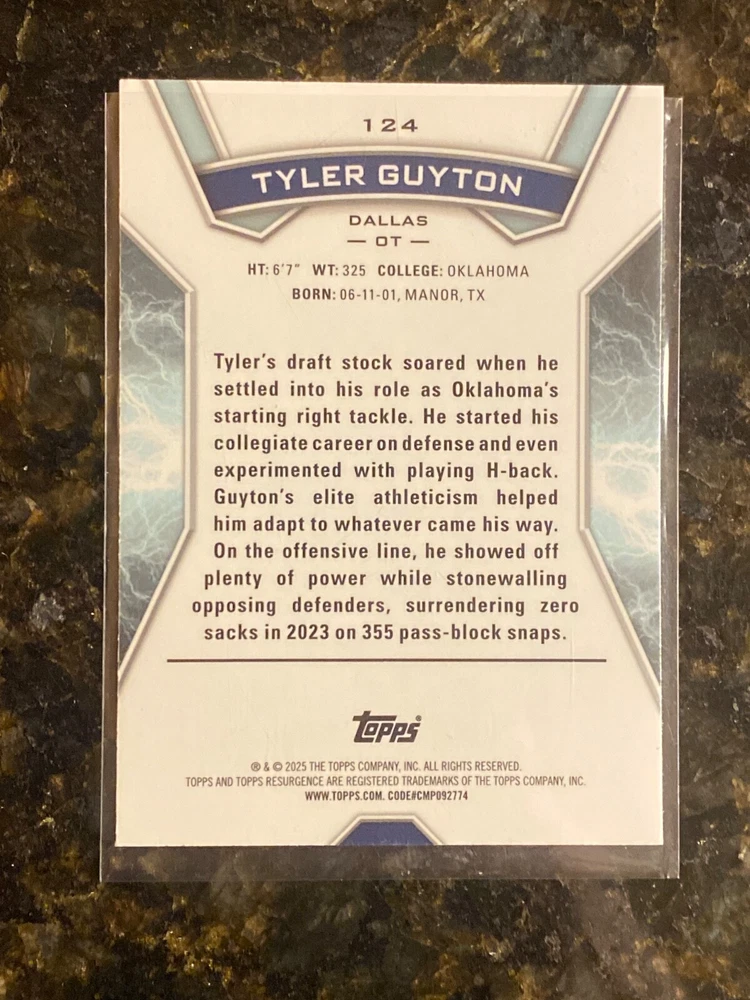 124
TYLER GUYTON
DALLAS
— OT —
HT: 6'7" WT: 325 COLLEGE: OKLAHOMA
BORN: 06-11-01, MANOR, TX
Tyler's draft stock soared when he
settled into his role as Oklahoma's
starting right tackle. He started his
collegiate career on defense and even
experimented with playing H-back.
Guyton's elite athleticism helped
him adapt to whatever came his way.
On the offensive line, he showed off
plenty of power while stonewalling
opposing defenders, surrendering zero
sacks in 2023 on 355 pass-block snaps.
topps®
® & © 2025 THE TOPPS COMPANY, INC. ALL RIGHTS RESERVED.
TOPPS AND TOPPS RESURGENCE ARE REGISTERED TRADEMARKS OF THE TOPPS COMPANY, INC.
WWW.TOPPS.COM. CODE#CMP092774